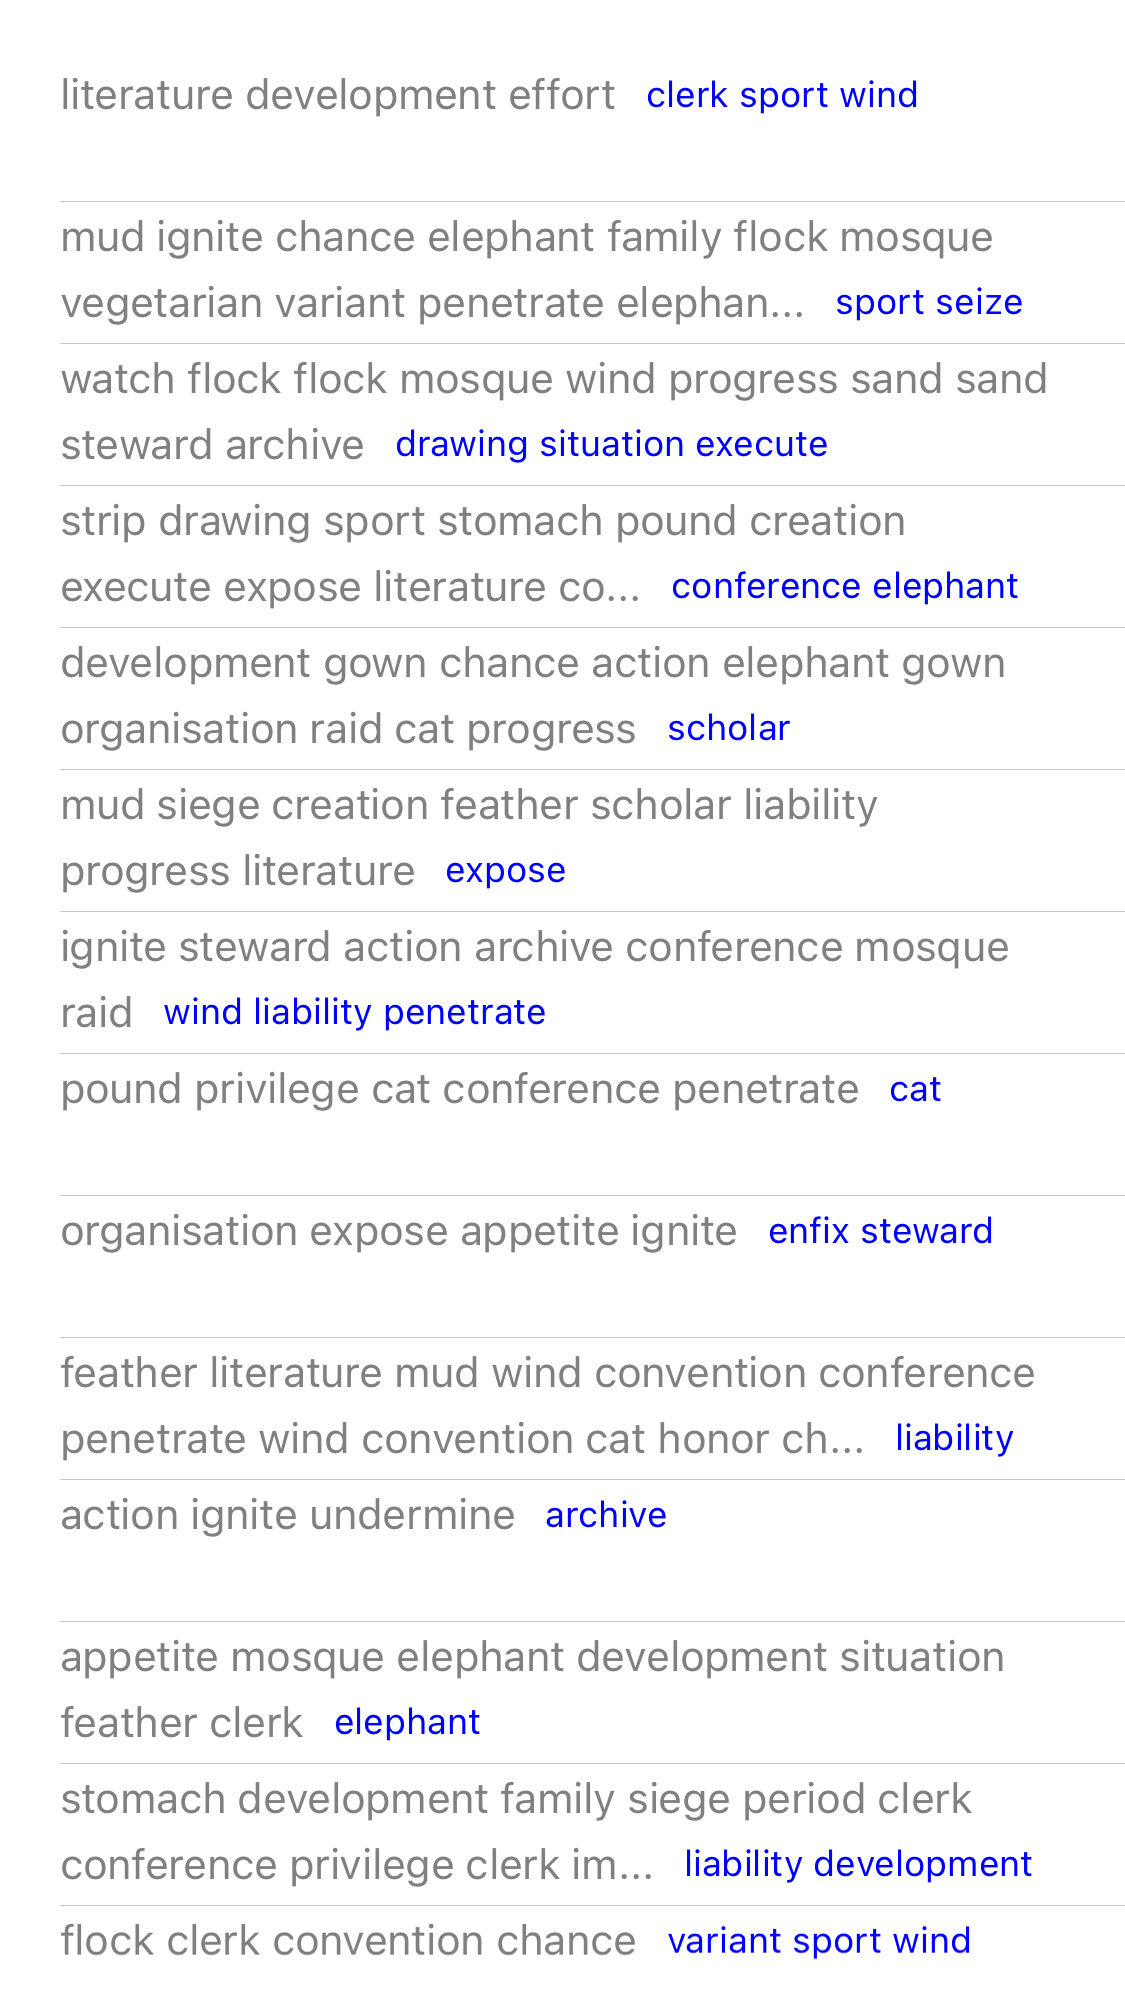 literature development effort clerk sport wind
mud ignite chance elephant family flock mosque
vegetarian variant penetrate elephan... sport seize
watch flock flock mosque wind progress sand sand
steward archive drawing situation execute
strip drawing sport stomach pound creation
execute expose literature co... conference elephant
development gown chance action elephant gown
organisation raid cat progress scholar
mud siege creation feather scholar liability
progress literature expose
ignite steward action archive conference mosque
raid wind liability penetrate
pound privilege cat conference penetrate cat
organisation expose appetite ignite enfix steward
feather literature mud wind convention conference
penetrate wind convention cat honor ch... liability
action ignite undermine archive
appetite mosque elephant development situation
feather clerk elephant
stomach development family siege period clerk
conference privilege clerk im... liability development
flock clerk convention chance variant sport wind